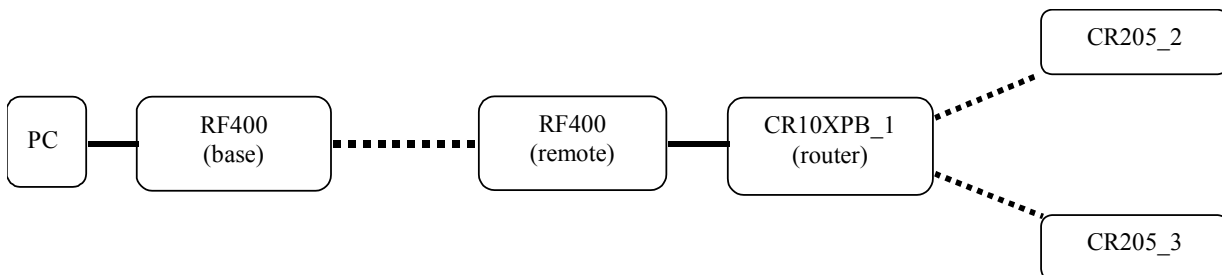 CR205_2
PC
RF400
(base)
RF400
(remote)
CR10XPB_1
(router)
CR205_3